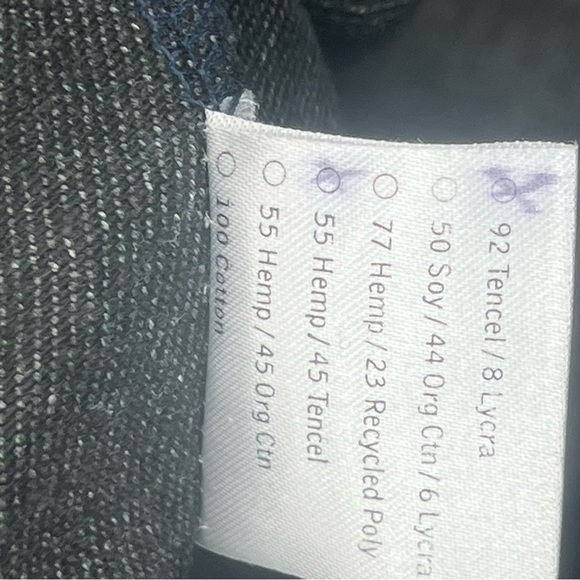 92 Tencel / 8 Lycra
50 Soy / 44 Org Ctn / 6 Lycra
77 Hemp / 23 Recycled Poly
55 Hemp / 45 Tencel
55 Hemp / 45 Org Ctn
100 Cotton